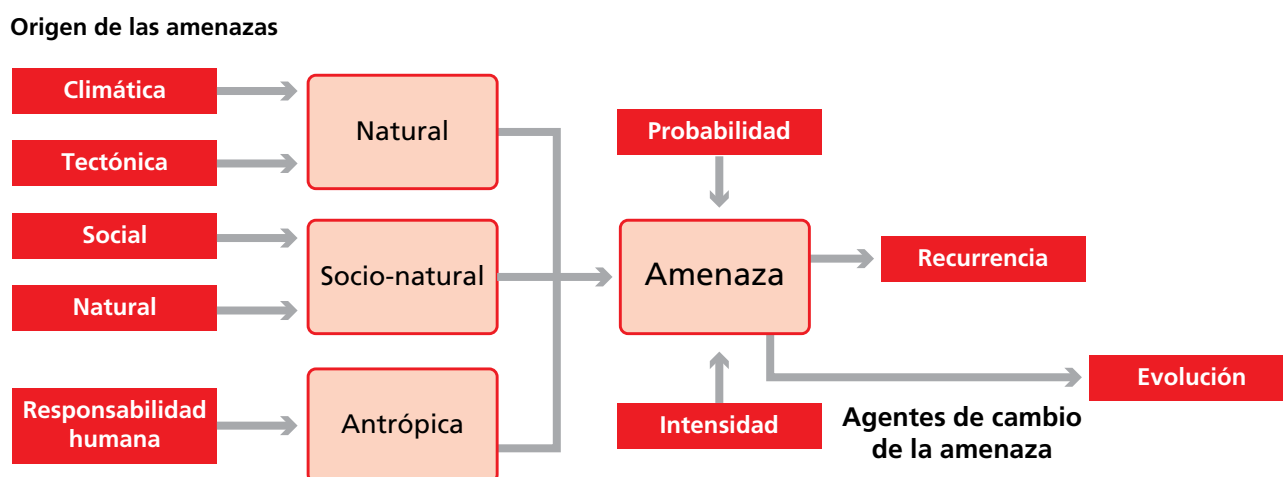 Origen de las amenazas
Climática
Tectónica
Social
Natural
Responsabilidad
humana
Natural
Socio-natural
Antrópica
Probabilidad
Amenaza
Intensidad
Recurrencia
Evolución
Agentes de cambio
de la amenaza